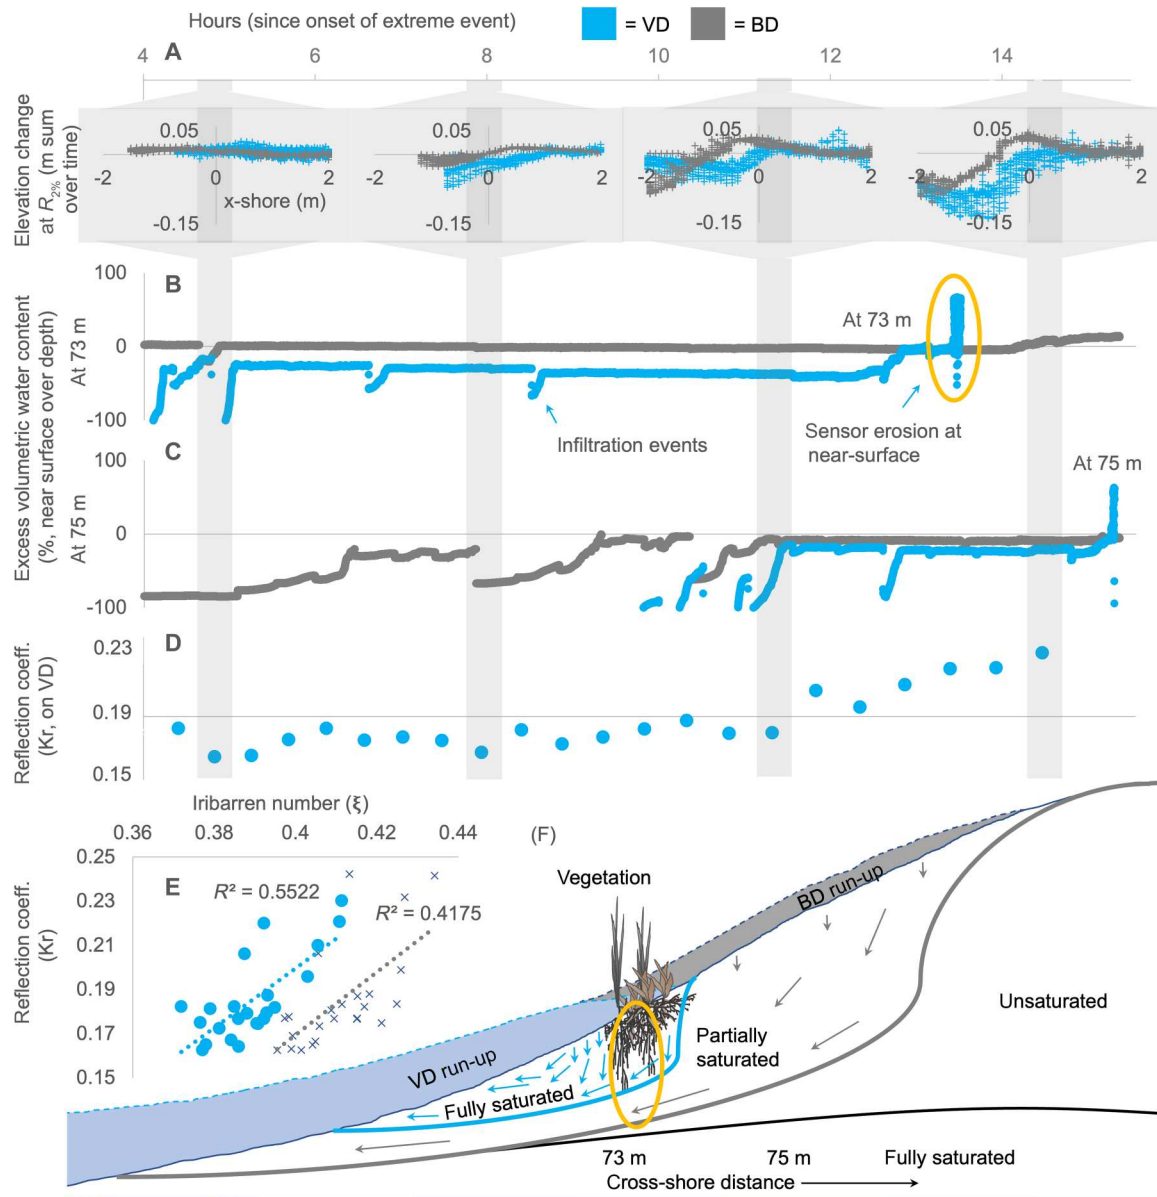 Hours (since onset of extreme event)
= VD
= BD
A
4
6
8
10
12
14
Elevation change
at R2% (m sum
over time)
0.05
0.05
0.05
0.05
-2
0
2
-2
0
2
-2
0
2
-2
0
2
x-shore (m)
-0.15
-0.15
-0.15
-0.15
Excess volumetric water content
(%, near surface over depth)
At 73 m
100
0
-100
B
At 73 m
Infiltration events
Sensor erosion at
near-surface
C
At 75 m
100
0
-100
At 75 m
D
Reflection coeff.
(Kr, on VD)
0.23
0.19
0.15
Iribarren number (ξ)
0.36
0.38
0.4
0.42
0.44
(F)
Reflection coeff.
(Kr)
0.25
0.23
0.21
0.19
0.17
0.15
E
R² = 0.5522
R² = 0.4175
Vegetation
BD run-up
VD run-up
Unsaturated
Partially
saturated
Fully saturated
73 m
75 m
Fully saturated
Cross-shore distance